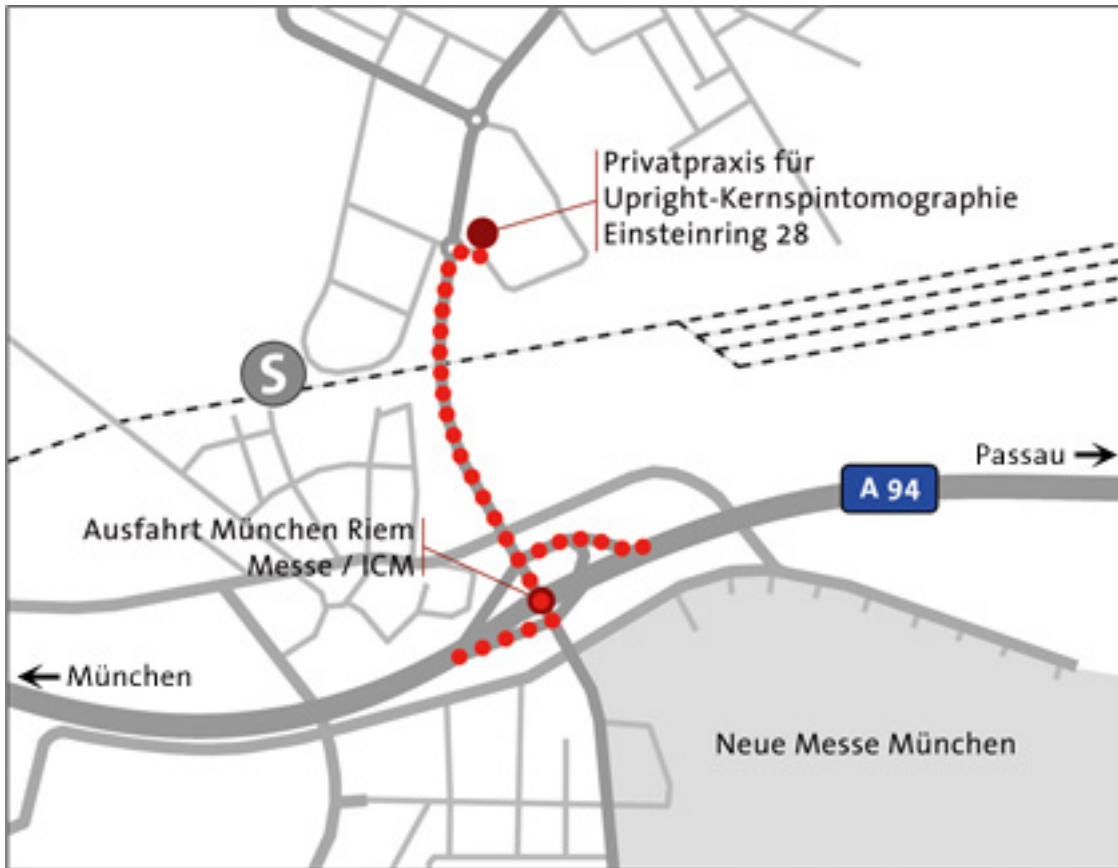 Privatpraxis für
Upright-Kernspintomographie
Einsteinring 28
S
Passau
A 94
Ausfahrt München Riem
Messe / ICM
München
Neue Messe München